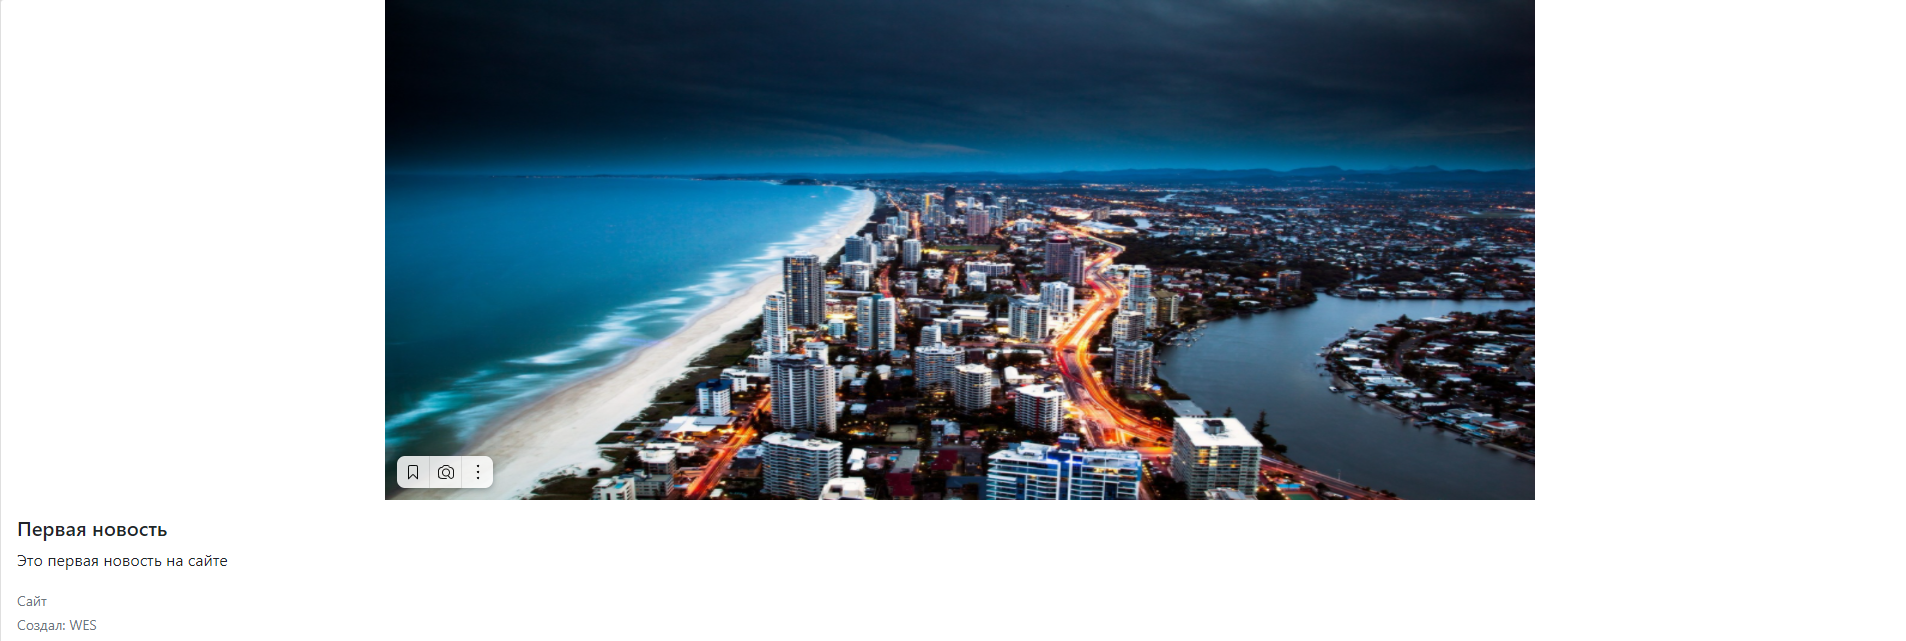 Первая новость
Это первая новость на сайте
Сайт
Создал: WES